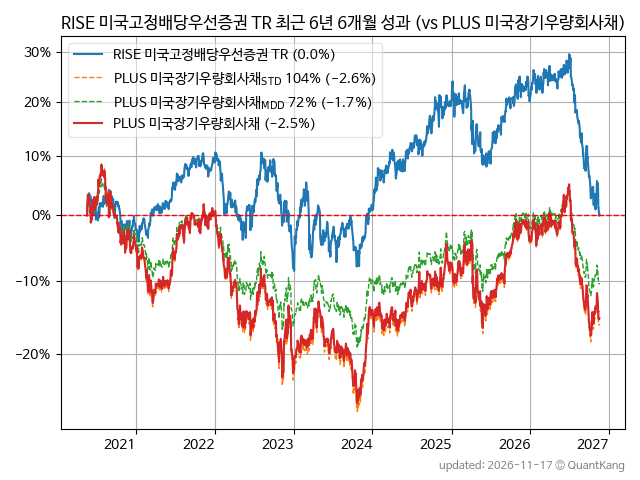 RISE 미국고정배당우선증권 TR 최근 6년 6개월 성과 (vs PLUS 미국장기우량회사채)
RISE 미국고정배당우선증권 TR (0.0%)
PLUS 미국장기우량회사채STD 104% (−2.6%)
PLUS 미국장기우량회사채MDD 72% (−1.7%)
PLUS 미국장기우량회사채 (−2.5%)
30%
20%
10%
0%
−10%
−20%
2021 2022 2023 2024 2025 2026 2027
updated: 2026-11-17 © QuantKang